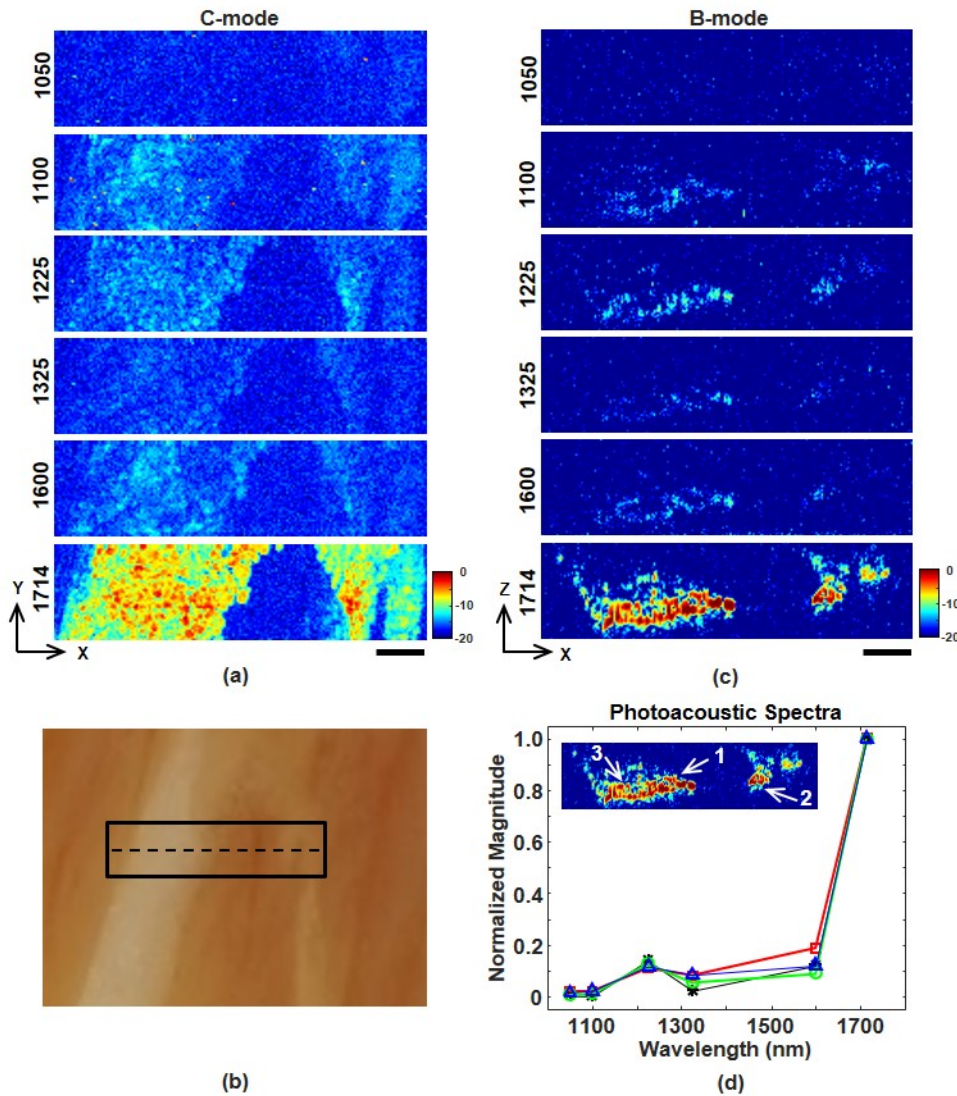 C-mode
1050
1100
1225
1325
1600
1714
0
-10
-20
Y
X
(a)
B-mode
1050
1100
1225
1325
1600
1714
0
-10
-20
Z
X
(c)
(b)
Photoacoustic Spectra
Normalized Magnitude
1.0
0.8
0.6
0.4
0.2
0
3
1
2
1100
1300
1500
1700
Wavelength (nm)
(d)